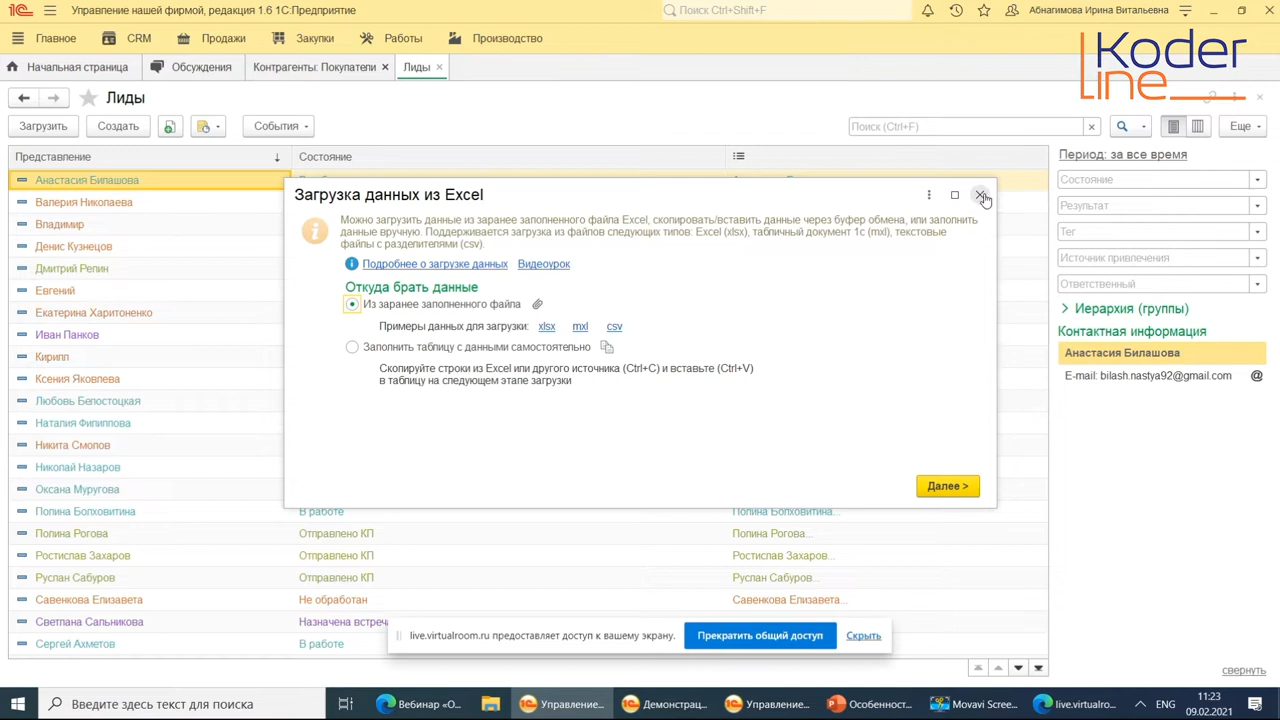 1С Управление нашей фирмой, редакция 1.6 1С:Предприятие Поиск Ctrl+Shift+F Абнагимова Ирина Витальевна
Главное CRM Продажи Закупки Работы Производство
Koder
Line
Начальная страница Обсуждения Контрагенты: Покупатели × Лиды ×
Лиды
Загрузить Создать События Поиск (Ctrl+F) × Еще
Период: за все время
Представление ↓ Состояние
Состояние
Анастасия Билашова
Валерия Николаева
Результат
Владимир
Тег
Денис Кузнецов
Источник привлечения
Дмитрий Репин
Ответственный
Евгений
Иерархия (группы)
Екатерина Харитоненко
Контактная информация
Иван Панков
Анастасия Билашова
Кирилл
E-mail: bilash.nastya92@gmail.com @
Ксения Яковлева
Любовь Белостоцкая
Наталия Филиппова
Никита Смолов
Николай Назаров
Оксана Муругова
Полина Болховитина В работе Полина Болховитина...
Полина Рогова Отправлено КП Полина Рогова...
Ростислав Захаров Отправлено КП Ростислав Захаров...
Руслан Сабуров Отправлено КП Руслан Сабуров...
Савенкова Елизавета Не обработан Савенкова Елизавета...
Светлана Сальникова Назначена встреч
Сергей Ахметов В работе
свернуть
Загрузка данных из Excel
Можно загрузить данные из заранее заполненного файла Excel, скопировать/вставить данные через буфер обмена, или заполнить
данные вручную. Поддерживается загрузка из файлов следующих типов: Excel (xlsx), табличный документ 1с (mxl), текстовые
файлы с разделителями (csv).
Подробнее о загрузке данных Видеоурок
Откуда брать данные
Из заранее заполненного файла
Примеры данных для загрузки: xlsx mxl csv
Заполнить таблицу с данными самостоятельно
Скопируйте строки из Excel или другого источника (Ctrl+C) и вставьте (Ctrl+V)
в таблицу на следующем этапе загрузки
Далее >
live.virtualroom.ru предоставляет доступ к вашему экрану. Прекратить общий доступ Скрыть
Введите здесь текст для поиска Вебинар «О... Управление... Демонстрац... Управление... Особенност... Movavi Scree... live.virtualro... ENG 11:23
09.02.2021